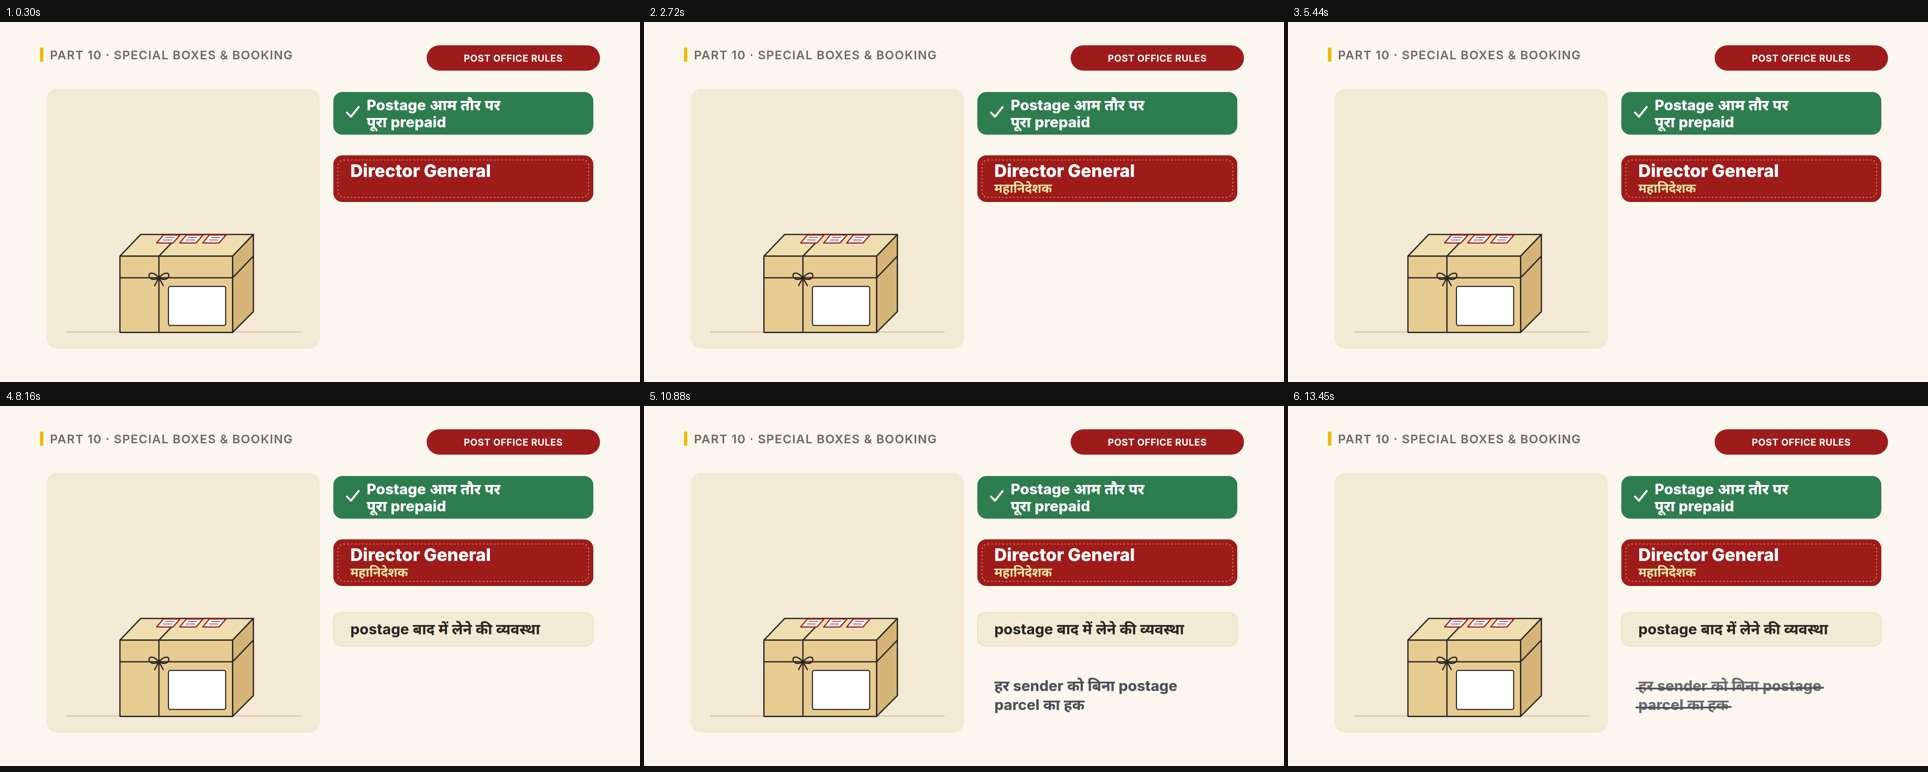 1. 0.30s
PART 10 · SPECIAL BOXES & BOOKING
POST OFFICE RULES
Postage आम तौर पर
पूरा prepaid
Director General
2. 2.72s
PART 10 · SPECIAL BOXES & BOOKING
POST OFFICE RULES
Postage आम तौर पर
पूरा prepaid
Director General
महानिदेशक
3. 5.44s
PART 10 · SPECIAL BOXES & BOOKING
POST OFFICE RULES
Postage आम तौर पर
पूरा prepaid
Director General
महानिदेशक
4. 8.16s
PART 10 · SPECIAL BOXES & BOOKING
POST OFFICE RULES
Postage आम तौर पर
पूरा prepaid
Director General
महानिदेशक
postage बाद में लेने की व्यवस्था
5. 10.88s
PART 10 · SPECIAL BOXES & BOOKING
POST OFFICE RULES
Postage आम तौर पर
पूरा prepaid
Director General
महानिदेशक
postage बाद में लेने की व्यवस्था
हर sender को बिना postage
parcel का हक
6. 13.45s
PART 10 · SPECIAL BOXES & BOOKING
POST OFFICE RULES
Postage आम तौर पर
पूरा prepaid
Director General
महानिदेशक
postage बाद में लेने की व्यवस्था
हर sender को बिना postage
parcel का हक